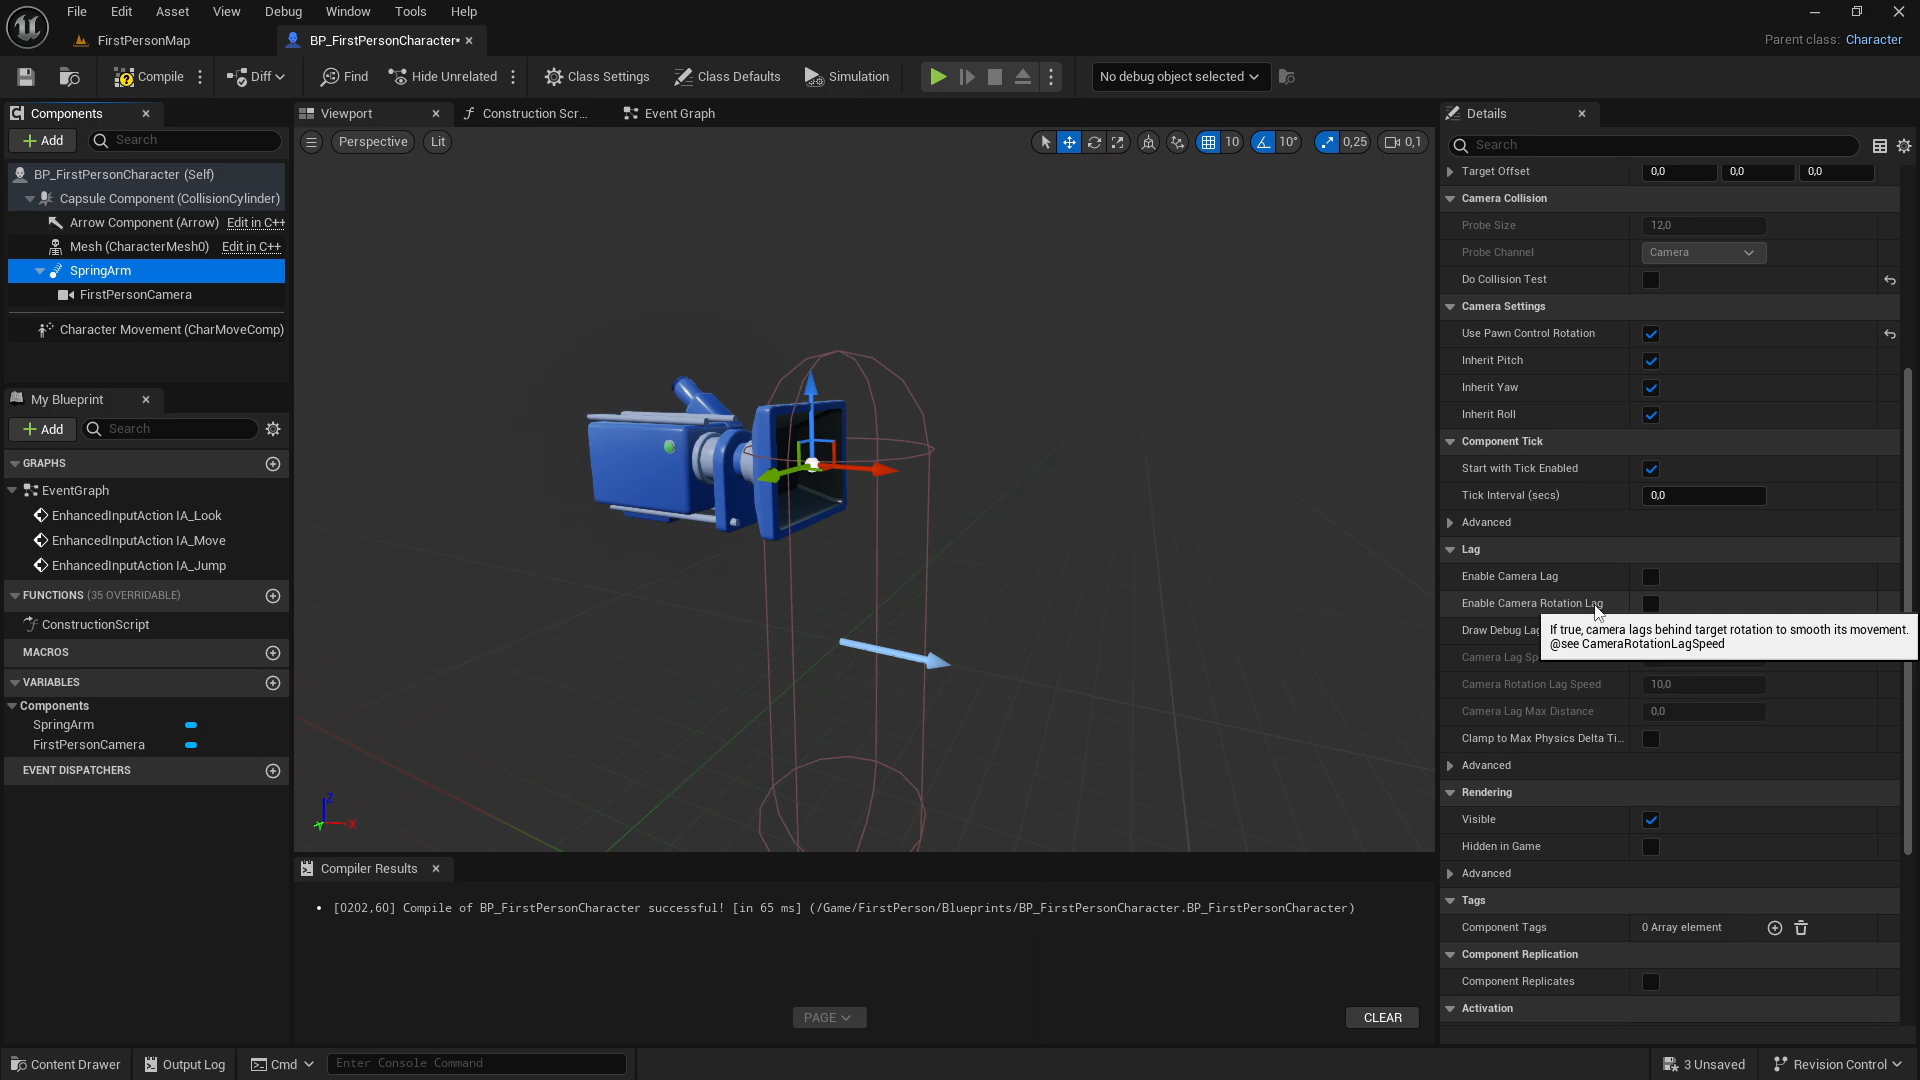 File Edit Asset View Debug Window Tools Help
FirstPersonMap
BP_FirstPersonCharacter*
Parent class: Character
Compile
Diff
Find
Hide Unrelated
Class Settings
Class Defaults
Simulation
No debug object selected
Components
Add
Search
BP_FirstPersonCharacter (Self)
Capsule Component (CollisionCylinder)
Arrow Component (Arrow) Edit in C++
Mesh (CharacterMesh0) Edit in C++
SpringArm
FirstPersonCamera
Character Movement (CharMoveComp)
My Blueprint
Add
Search
GRAPHS
EventGraph
EnhancedInputAction IA_Look
EnhancedInputAction IA_Move
EnhancedInputAction IA_Jump
FUNCTIONS (35 OVERRIDABLE)
ConstructionScript
MACROS
VARIABLES
Components
SpringArm
FirstPersonCamera
EVENT DISPATCHERS
Viewport
Construction Scr...
Event Graph
Perspective
Lit
10
10°
0,25
0,1
Z
X
Y
Compiler Results
• [0202,60] Compile of BP_FirstPersonCharacter successful! [in 65 ms] (/Game/FirstPerson/Blueprints/BP_FirstPersonCharacter.BP_FirstPersonCharacter)
PAGE
CLEAR
Details
Search
Target Offset 0,0 0,0 0,0
Camera Collision
Probe Size 12,0
Probe Channel Camera
Do Collision Test
Camera Settings
Use Pawn Control Rotation
Inherit Pitch
Inherit Yaw
Inherit Roll
Component Tick
Start with Tick Enabled
Tick Interval (secs) 0,0
Advanced
Lag
Enable Camera Lag
Enable Camera Rotation Lag
If true, camera lags behind target rotation to smooth its movement.
@see CameraRotationLagSpeed
Draw Debug Lag
Camera Lag Sp
Camera Rotation Lag Speed 10,0
Camera Lag Max Distance 0,0
Clamp to Max Physics Delta Ti...
Advanced
Rendering
Visible
Hidden in Game
Advanced
Tags
Component Tags 0 Array element
Component Replication
Component Replicates
Activation
Content Drawer
Output Log
Cmd
Enter Console Command
3 Unsaved
Revision Control